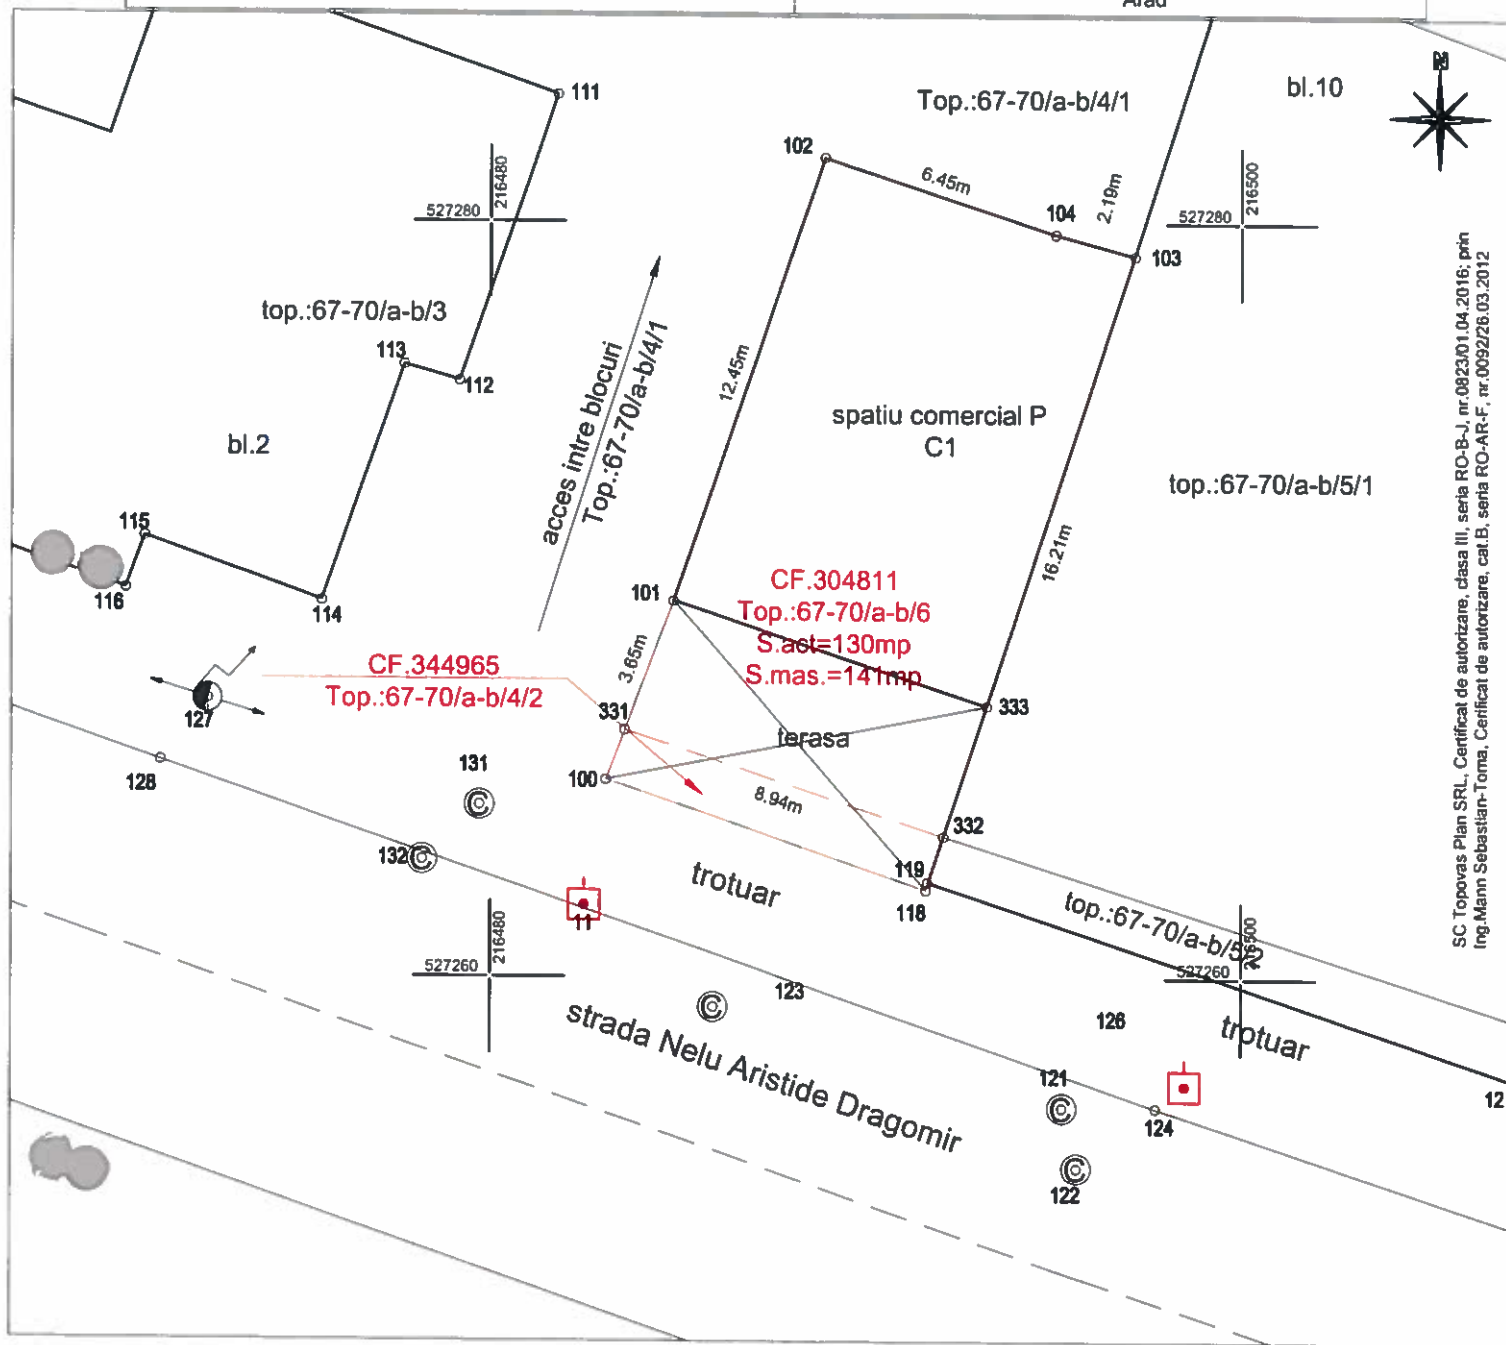 Arad
111
Top.:67-70/a-b/4/1
bl.10
N
102
6.45m
104
2.19m
103
527280
216480
527280
216500
top.:67-70/a-b/3
113
112
bl.2
acces intre blocuri
Top.:67-70/a-b/4/1
12.45m
spatiu comercial P
C1
top.:67-70/a-b/5/1
16.21m
115
116
114
101
CF.304811
Top.:67-70/a-b/6
S.act=130mp
S.mas.=141mp
3.65m
CF.344965
Top.:67-70/a-b/4/2
127
331
333
terasa
128
131
100
8.94m
332
132
C
C
119
118
trotuar
top.:67-70/a-b/5/2
11
527260
216480
527260
216500
123
C
126
trotuar
strada Nelu Aristide Dragomir
121
C
124
12
C
122
SC Topovas Plan SRL, Certificat de autorizare, clasa III, seria RO-B-J, nr.0823/01.04.2016; prin
Ing.Mann Sebastian-Toma, Certificat de autorizare, cat.B, seria RO-AR-F, nr.0092/26.03.2012